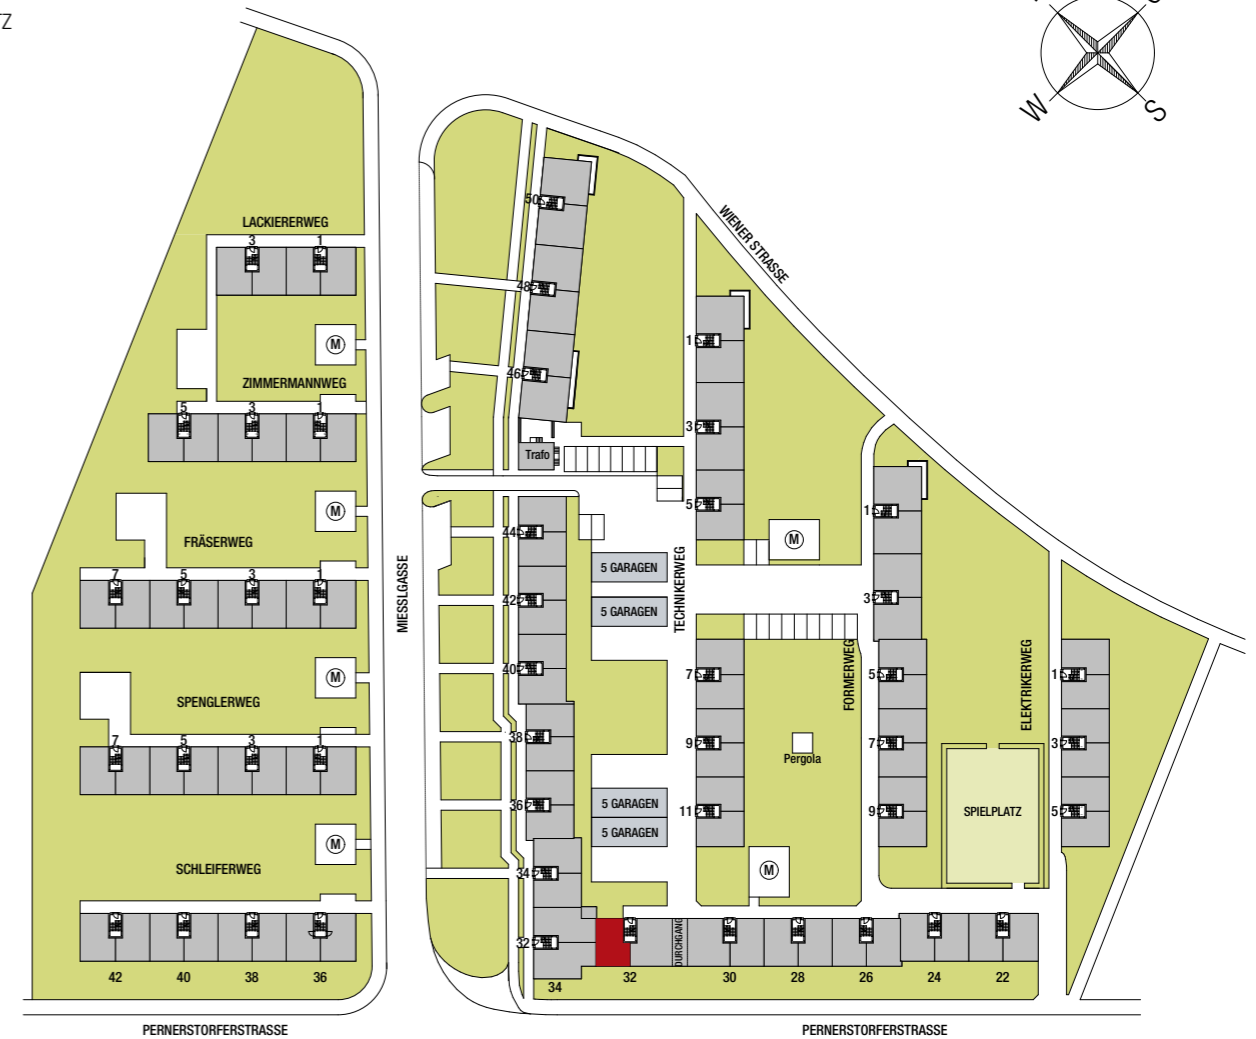 TZ
W
S
LACKIERERWEG
3
1
M
ZIMMERMANNWEG
5
3
1
M
FRÄSERWEG
7
5
3
1
M
SPENGLERWEG
7
5
3
1
M
SCHLEIFERWEG
42
40
38
36
PERNERSTORFERSTRASSE
MIESSLGASSE
WIENER STRASSE
50
48
46
Trafo
44
42
40
38
36
34
32
34
5 GARAGEN
5 GARAGEN
5 GARAGEN
5 GARAGEN
TECHNIKERWEG
1
3
5
M
7
9
11
Pergola
M
FORMERWEG
1
3
5
7
9
ELEKTRIKERWEG
1
3
5
SPIELPLATZ
DURCHGANG
32
30
28
26
24
22
PERNERSTORFERSTRASSE